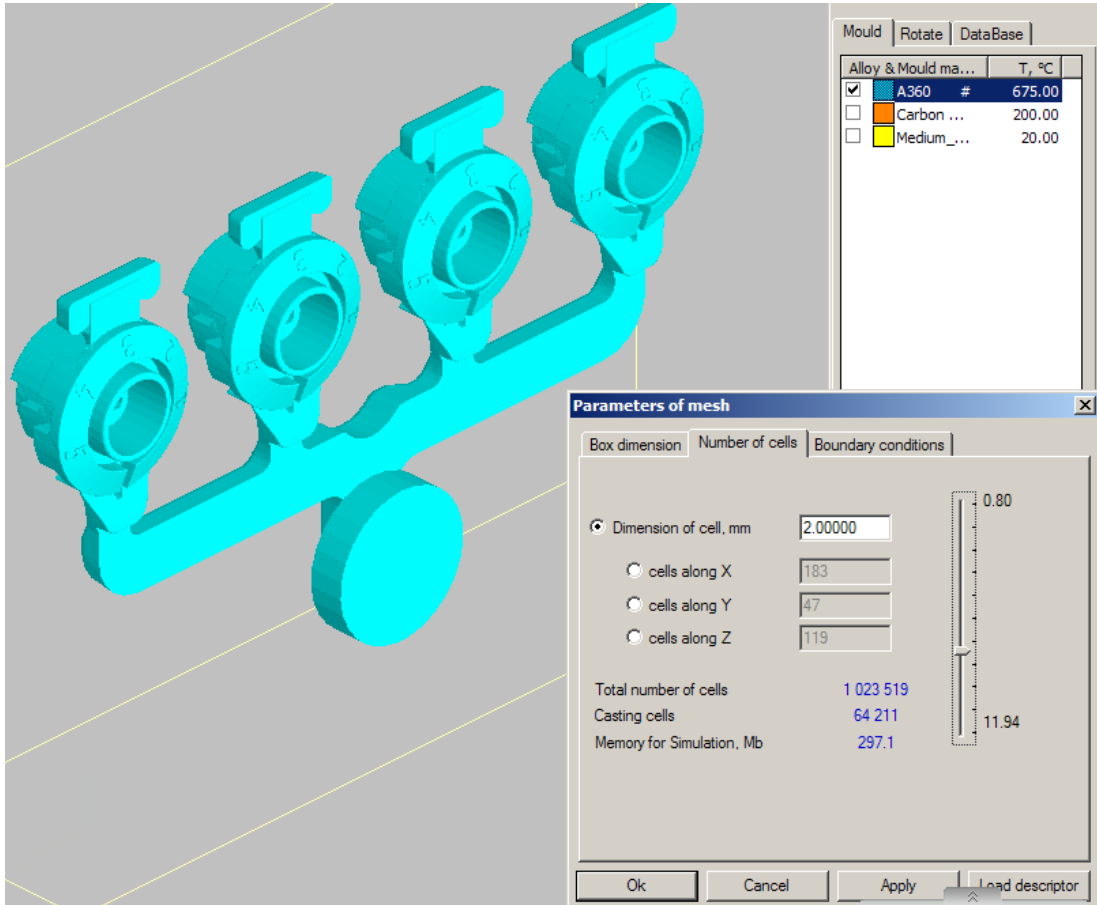 Mould Rotate DataBase
Alloy & Mould ma... T, ºC
A360 # 675.00
Carbon ... 200.00
Medium_... 20.00
Parameters of mesh
Box dimension Number of cells Boundary conditions
0.80
Dimension of cell, mm 2.00000
cells along X 183
cells along Y 47
cells along Z 119
Total number of cells 1 023 519
Casting cells 64 211
11.94
Memory for Simulation, Mb 297.1
Ok Cancel Apply Load descriptor